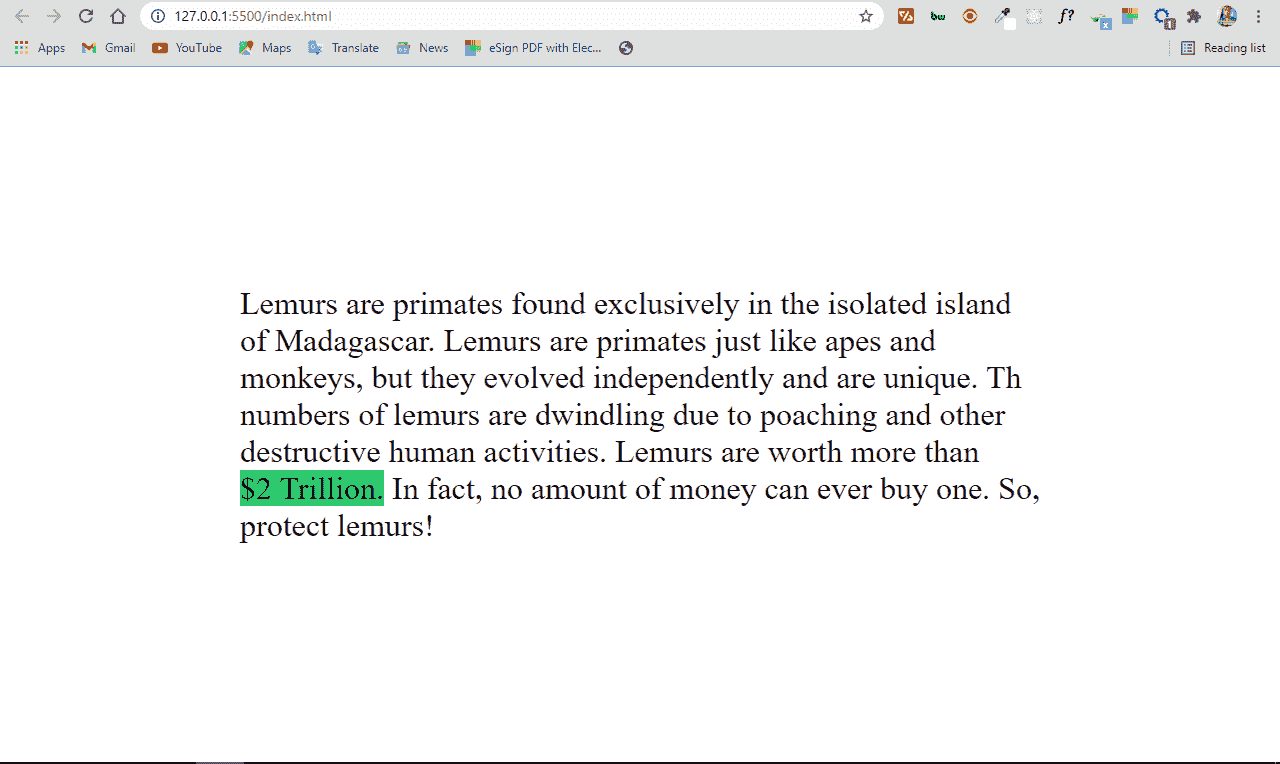 127.0.0.1:5500/index.html
bw
f?
x
Apps Gmail YouTube Maps Translate News eSign PDF with Elec... Reading list
Lemurs are primates found exclusively in the isolated island
of Madagascar. Lemurs are primates just like apes and
monkeys, but they evolved independently and are unique. Th
numbers of lemurs are dwindling due to poaching and other
destructive human activities. Lemurs are worth more than
$2 Trillion. In fact, no amount of money can ever buy one. So,
protect lemurs!